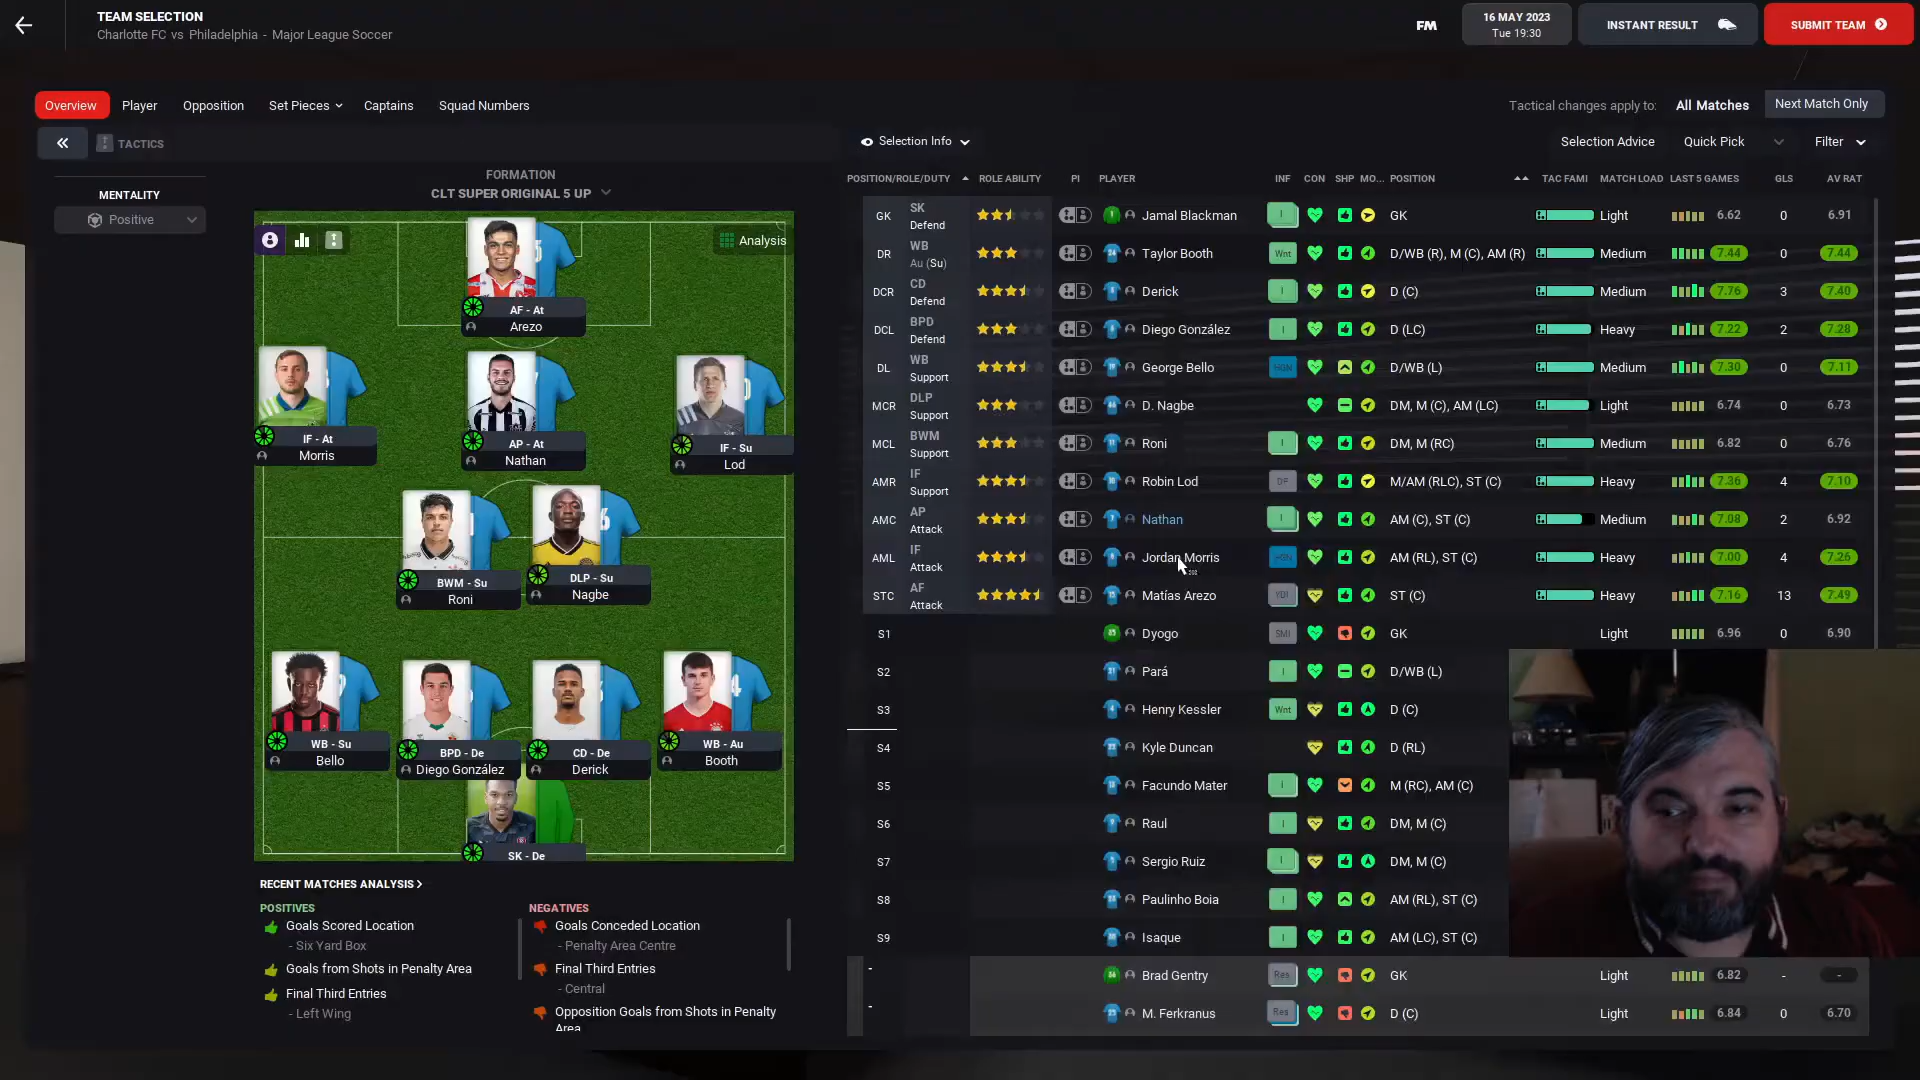 TEAM SELECTION
Charlotte FC vs Philadelphia - Major League Soccer
FM
16 MAY 2023
Tue 19:30
INSTANT RESULT
SUBMIT TEAM
Overview Player Opposition Set Pieces Captains Squad Numbers
Tactical changes apply to: All Matches Next Match Only
TACTICS
Selection Info
Selection Advice Quick Pick Filter
MENTALITY
Positive
FORMATION
CLT SUPER ORIGINAL 5 UP
Analysis
AF - At
Arezo
IF - At
Morris
AP - At
Nathan
IF - Su
Lod
BWM - Su
Roni
DLP - Su
Nagbe
WB - Su
Bello
BPD - De
Diego González
CD - De
Derick
WB - Au
Booth
SK - De
RECENT MATCHES ANALYSIS
POSITIVES
Goals Scored Location
- Six Yard Box
Goals from Shots in Penalty Area
Final Third Entries
- Left Wing
NEGATIVES
Goals Conceded Location
- Penalty Area Centre
Final Third Entries
- Central
Opposition Goals from Shots in Penalty
Area
POSITION/ROLE/DUTY ROLE ABILITY PI PLAYER INF CON SHP MO... POSITION TAC FAMI MATCH LOAD LAST 5 GAMES GLS AV RAT
GK SK Defend Jamal Blackman I GK Light 6.62 0 6.91
DR WB Au (Su) Taylor Booth Wnt D/WB (R), M (C), AM (R) Medium 7.44 0 7.44
DCR CD Defend Derick I D (C) Medium 7.76 3 7.40
DCL BPD Defend Diego González I D (LC) Heavy 7.22 2 7.28
DL WB Support George Bello HGN D/WB (L) Medium 7.30 0 7.11
MCR DLP Support D. Nagbe DM, M (C), AM (LC) Light 6.74 0 6.73
MCL BWM Support Roni I DM, M (RC) Medium 6.82 0 6.76
AMR IF Support Robin Lod DP M/AM (RLC), ST (C) Heavy 7.36 4 7.10
AMC AP Attack Nathan I AM (C), ST (C) Medium 7.08 2 6.92
AML IF Attack Jordan Morris HGN AM (RL), ST (C) Heavy 7.00 4 7.26
STC AF Attack Matías Arezo YDI ST (C) Heavy 7.16 13 7.49
S1 Dyogo SMI GK Light 6.96 0 6.90
S2 Pará I D/WB (L)
S3 Henry Kessler Wnt D (C)
S4 Kyle Duncan D (RL)
S5 Facundo Mater I M (RC), AM (C)
S6 Raul I DM, M (C)
S7 Sergio Ruiz I DM, M (C)
S8 Paulinho Boia I AM (RL), ST (C)
S9 Isaque I AM (LC), ST (C)
- Brad Gentry Res GK Light 6.82 - -
- M. Ferkranus Res D (C) Light 6.84 0 6.70